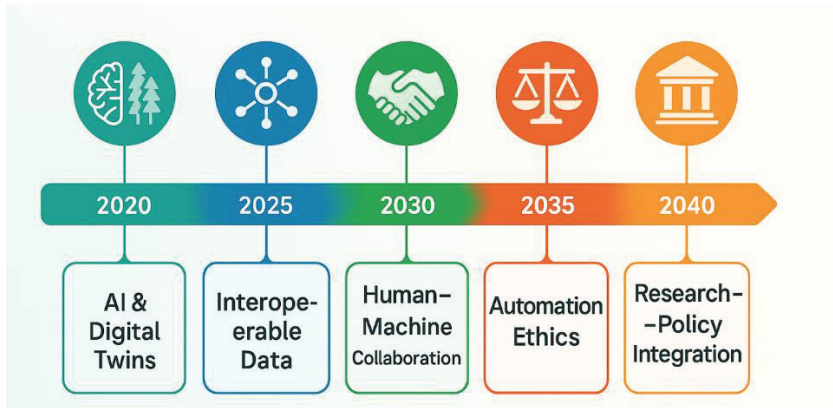 2020 2025 2030 2035 2040
AI &
Digital
Twins
Interope-
erable
Data
Human–
Machine
Collaboration
Automation
Ethics
Research–
–Policy
Integration